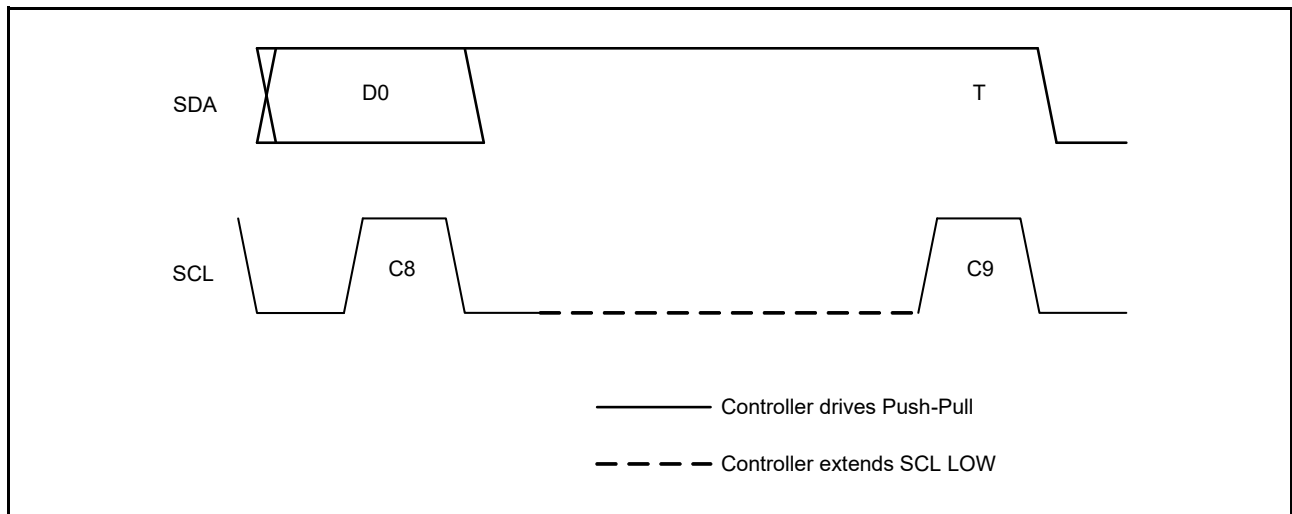 D0
T
SDA
C8
C9
SCL
Controller drives Push-Pull
Controller extends SCL LOW